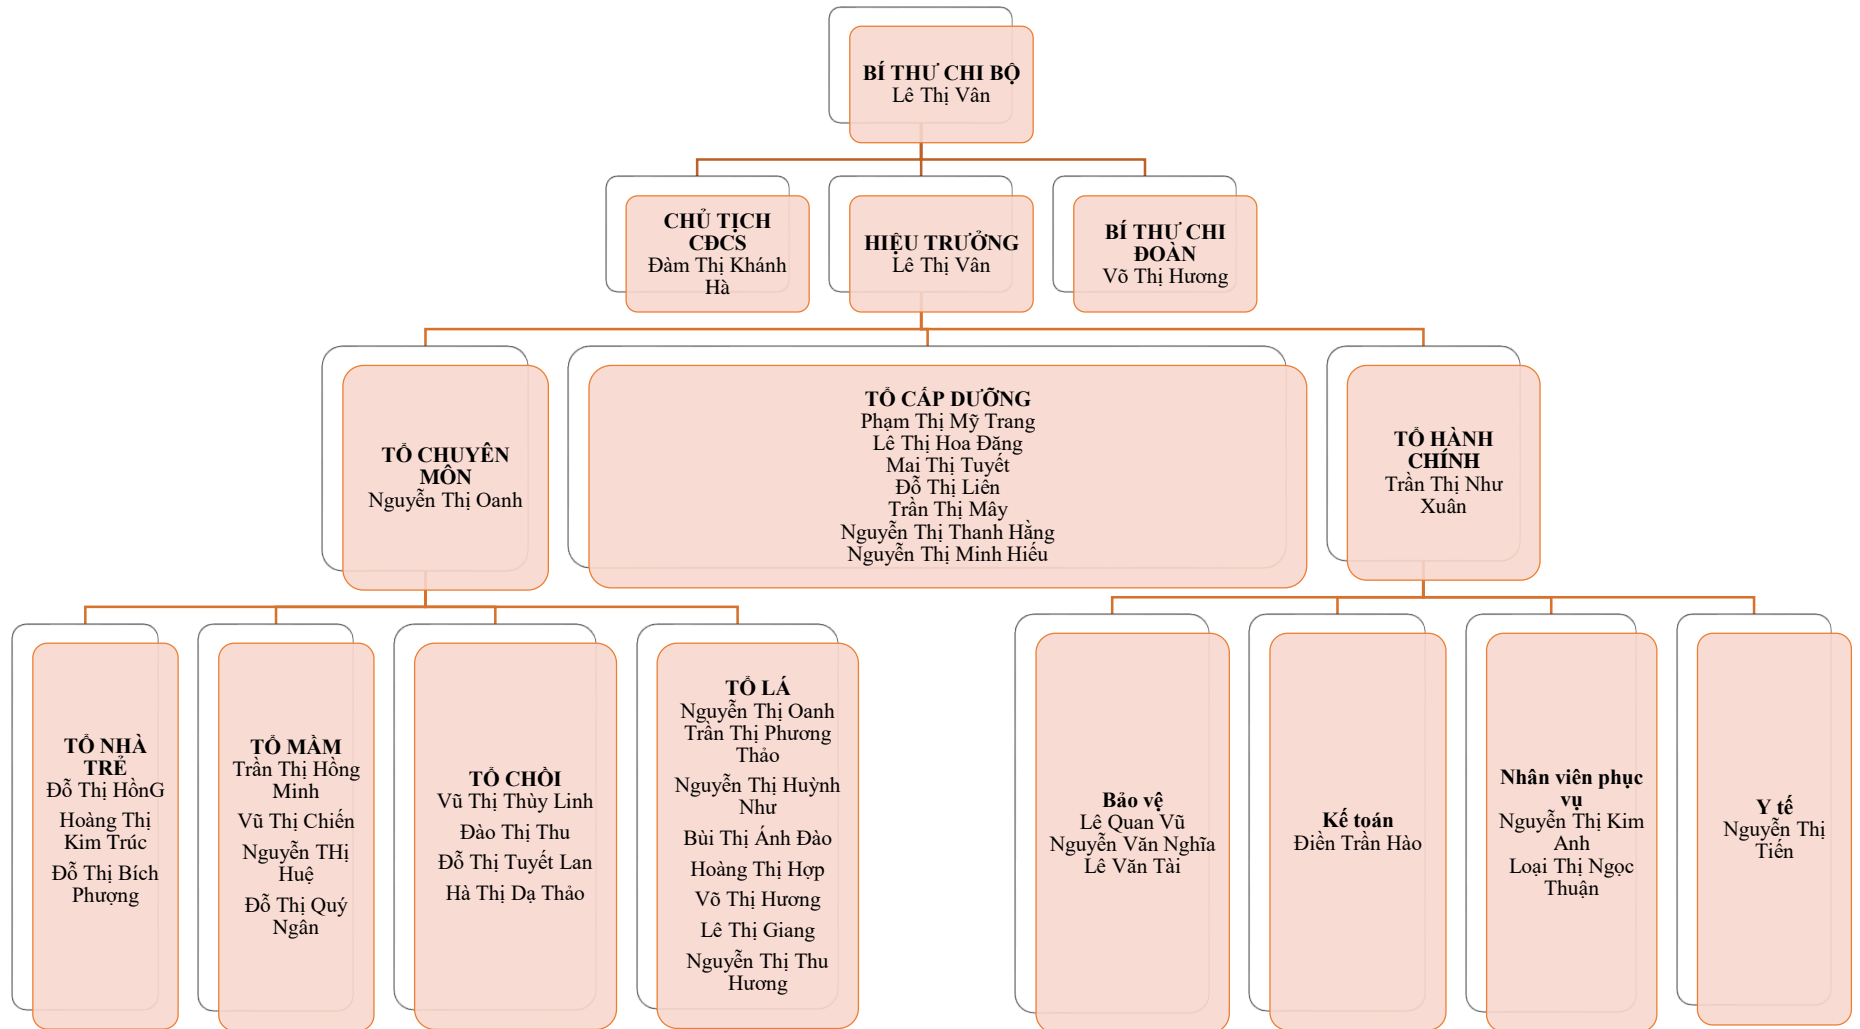 BÍ THƯ CHI BỘ
Lê Thị Vân
CHỦ TỊCH
CĐCS
Đàm Thị Khánh
Hà
HIỆU TRƯỞNG
Lê Thị Vân
BÍ THƯ CHI
ĐOÀN
Võ Thị Hương
TỔ CHUYÊN
MÔN
Nguyễn Thị Oanh
TỔ CẤP DƯỠNG
Phạm Thị Mỹ Trang
Lê Thị Hoa Đăng
Mai Thị Tuyết
Đỗ Thị Liên
Trần Thị Mây
Nguyễn Thị Thanh Hằng
Nguyễn Thị Minh Hiếu
TỔ HÀNH
CHÍNH
Trần Thị Như
Xuân
TỔ NHÀ
TRẺ
Đỗ Thị HồnG
Hoàng Thị
Kim Trúc
Đỗ Thị Bích
Phượng
TỔ MẦM
Trần Thị Hồng
Minh
Vũ Thị Chiến
Nguyễn THị
Huệ
Đỗ Thị Quý
Ngân
TỔ CHỒI
Vũ Thị Thùy Linh
Đào Thị Thu
Đỗ Thị Tuyết Lan
Hà Thị Dạ Thảo
TỔ LÁ
Nguyễn Thị Oanh
Trần Thị Phương
Thảo
Nguyễn Thị Huỳnh
Như
Bùi Thị Ánh Đào
Hoàng Thị Hợp
Võ Thị Hương
Lê Thị Giang
Nguyễn Thị Thu
Hương
Bảo vệ
Lê Quan Vũ
Nguyễn Văn Nghĩa
Lê Văn Tài
Kế toán
Điền Trần Hào
Nhân viên phục
vụ
Nguyễn Thị Kim
Anh
Loại Thị Ngọc
Thuận
Y tế
Nguyễn Thị
Tiến